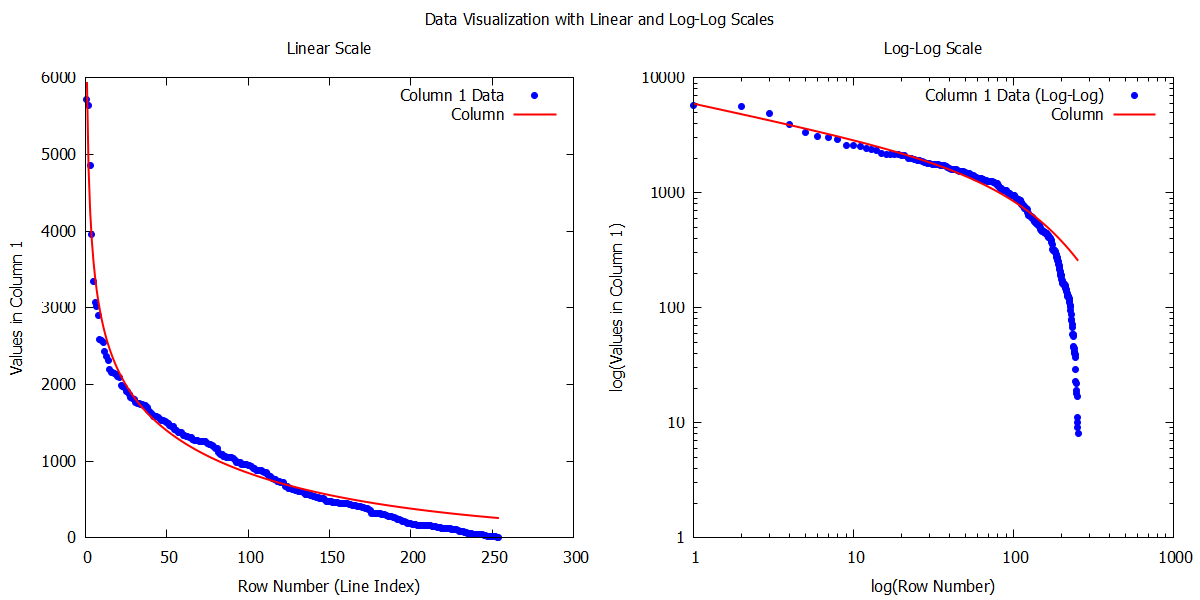 Data Visualization with Linear and Log-Log Scales
Linear Scale
6000
5000
4000
3000
2000
1000
0
Values in Column 1
Column 1 Data
Column
0 50 100 150 200 250 300
Row Number (Line Index)
Log-Log Scale
10000
1000
100
10
1
log(Values in Column 1)
Column 1 Data (Log-Log)
Column
1 10 100 1000
log(Row Number)